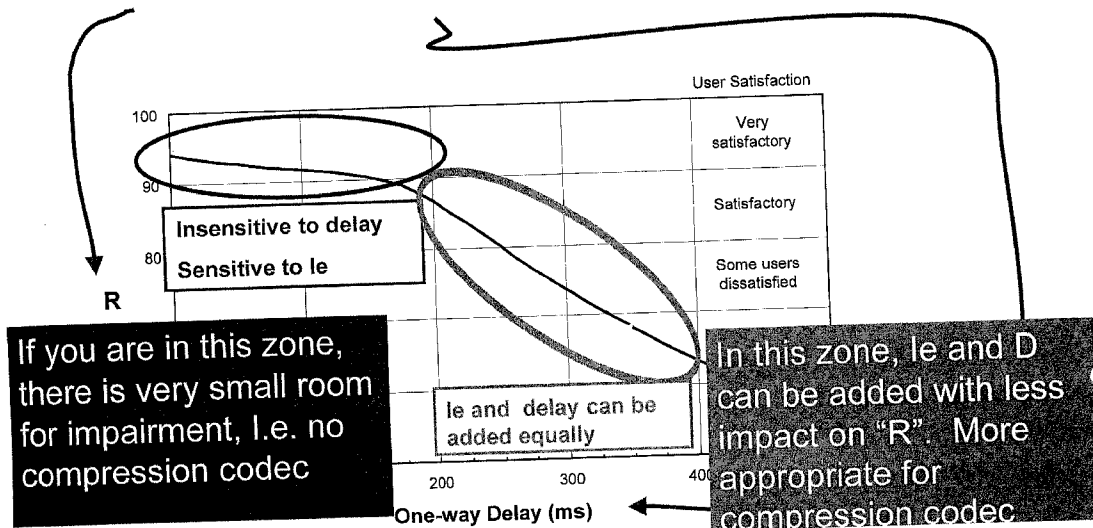 User Satisfaction
100
Very
satisfactory
90
Satisfactory
Insensitive to delay
80
Sensitive to Ie
Some users
dissatisfied
R
If you are in this zone,
there is very small room
for impairment, I.e. no
compression codec
Ie and delay can be
added equally
In this zone, Ie and D
can be added with less
impact on “R”. More
appropriate for
compression codec
200
300
400
One-way Delay (ms)